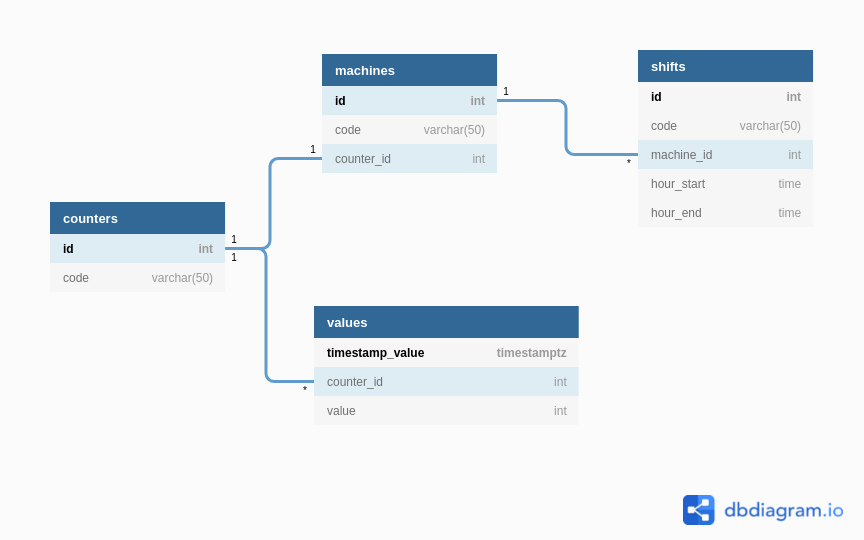 machines
id int
code varchar(50)
counter_id int
shifts
id int
code varchar(50)
machine_id int
hour_start time
hour_end time
counters
id int
code varchar(50)
values
timestamp_value timestamptz
counter_id int
value int
1
*
1
1
1
*
dbdiagram.io